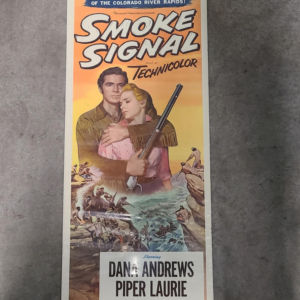 OF THE COLORADO RIVER RAPIDS!
SMOKE
SIGNAL
TECHNICOLOR
Starring
DANA ANDREWS
PIPER LAURIE